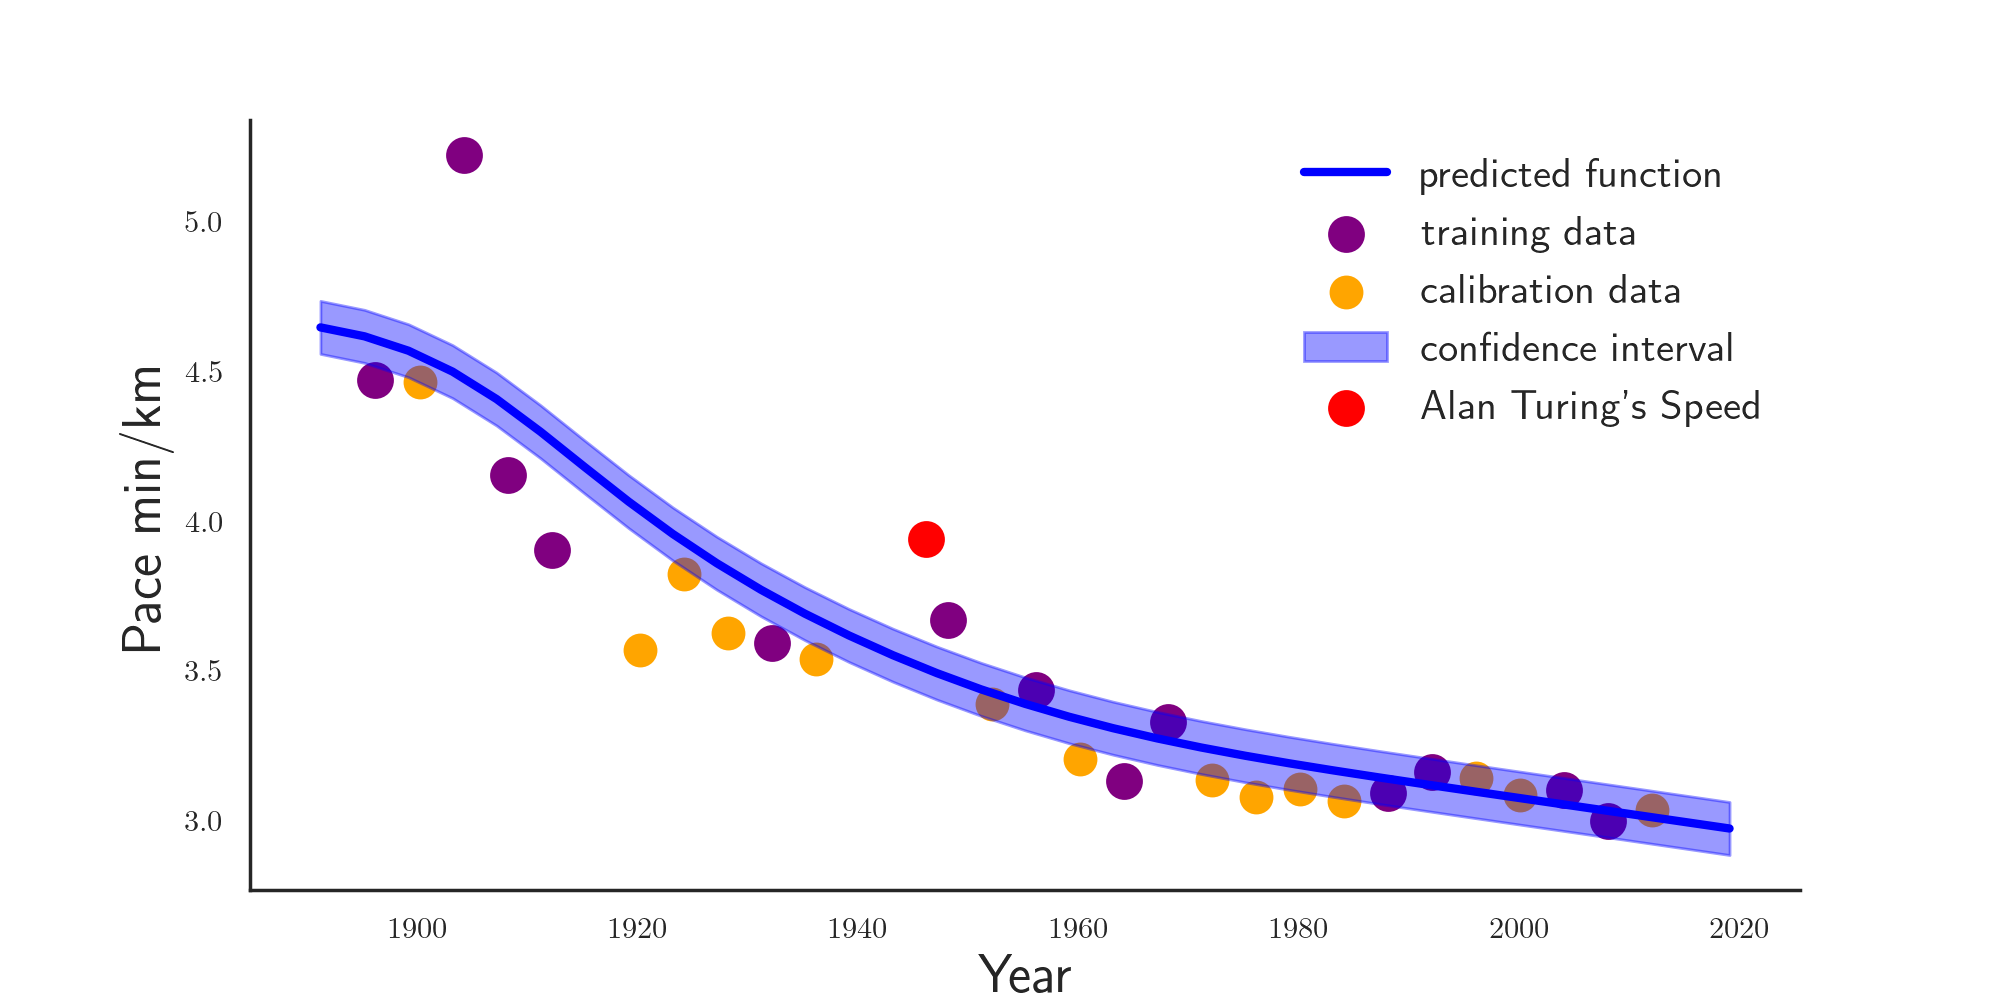 predicted function
training data
calibration data
confidence interval
Alan Turing's Speed
5.0
4.5
4.0
3.5
3.0
Pace min/km
1900 1920 1940 1960 1980 2000 2020
Year